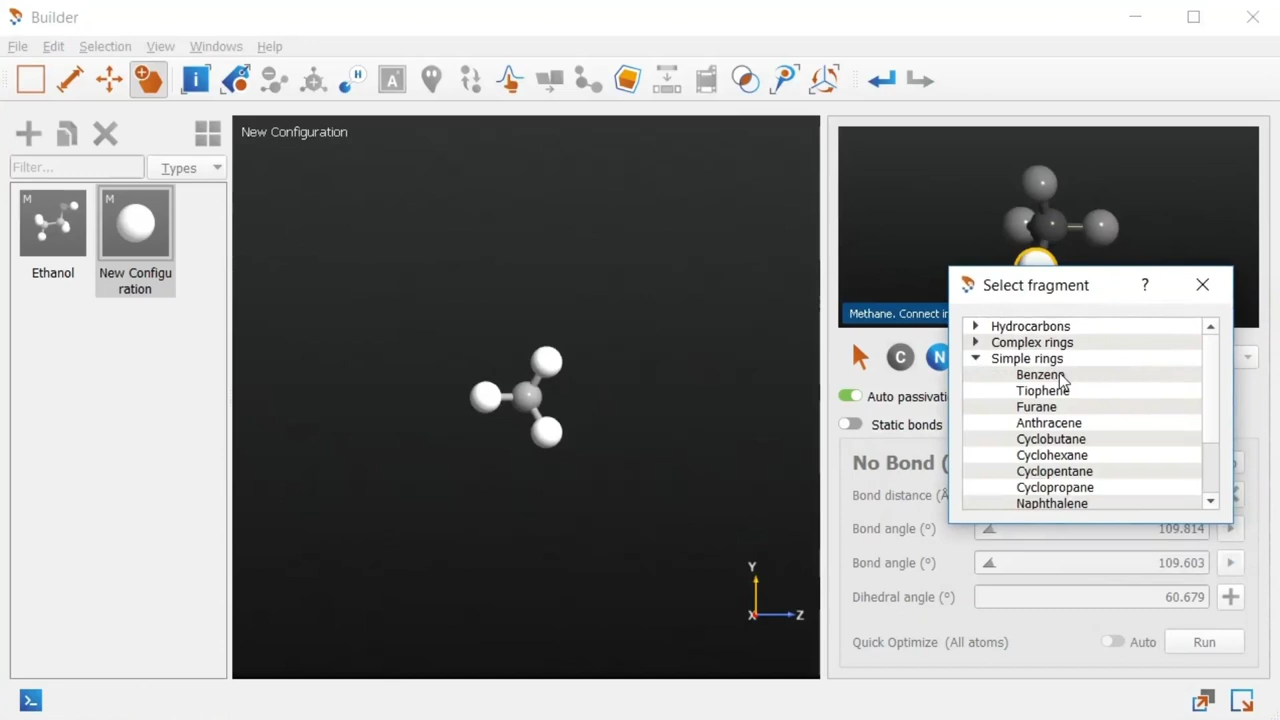 Builder
File Edit Selection View Windows Help
i
H
A
Filter...
Types
M
M
Ethanol
New Configu
ration
New Configuration
Y
X
Z
Methane. Connect i
Select fragment
?
Hydrocarbons
Complex rings
Simple rings
Benzene
Tiophene
Furane
Anthracene
Cyclobutane
Cyclohexane
Cyclopentane
Cyclopropane
Naphthalene
C
N
Auto passivati
Static bonds
No Bond (
Bond distance (Å
Bond angle (°) 109.814
Bond angle (°) 109.603
Dihedral angle (°) 60.679
Quick Optimize (All atoms) Auto Run